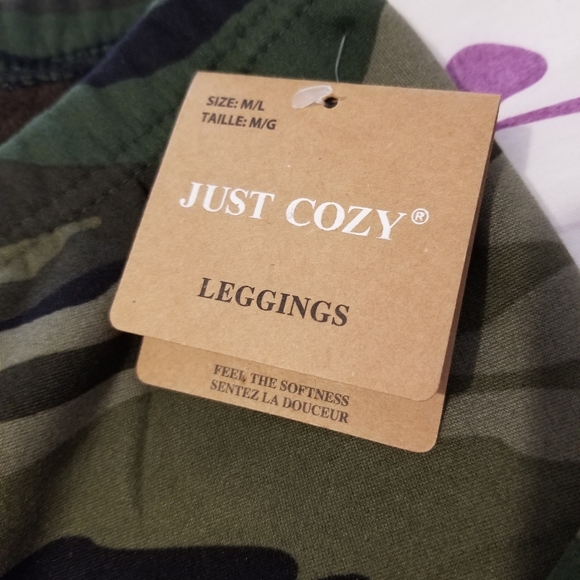 SIZE: M/L
TAILLE: M/G
JUST COZY®
LEGGINGS
FEEL THE SOFTNESS
SENTEZ LA DOUCEUR